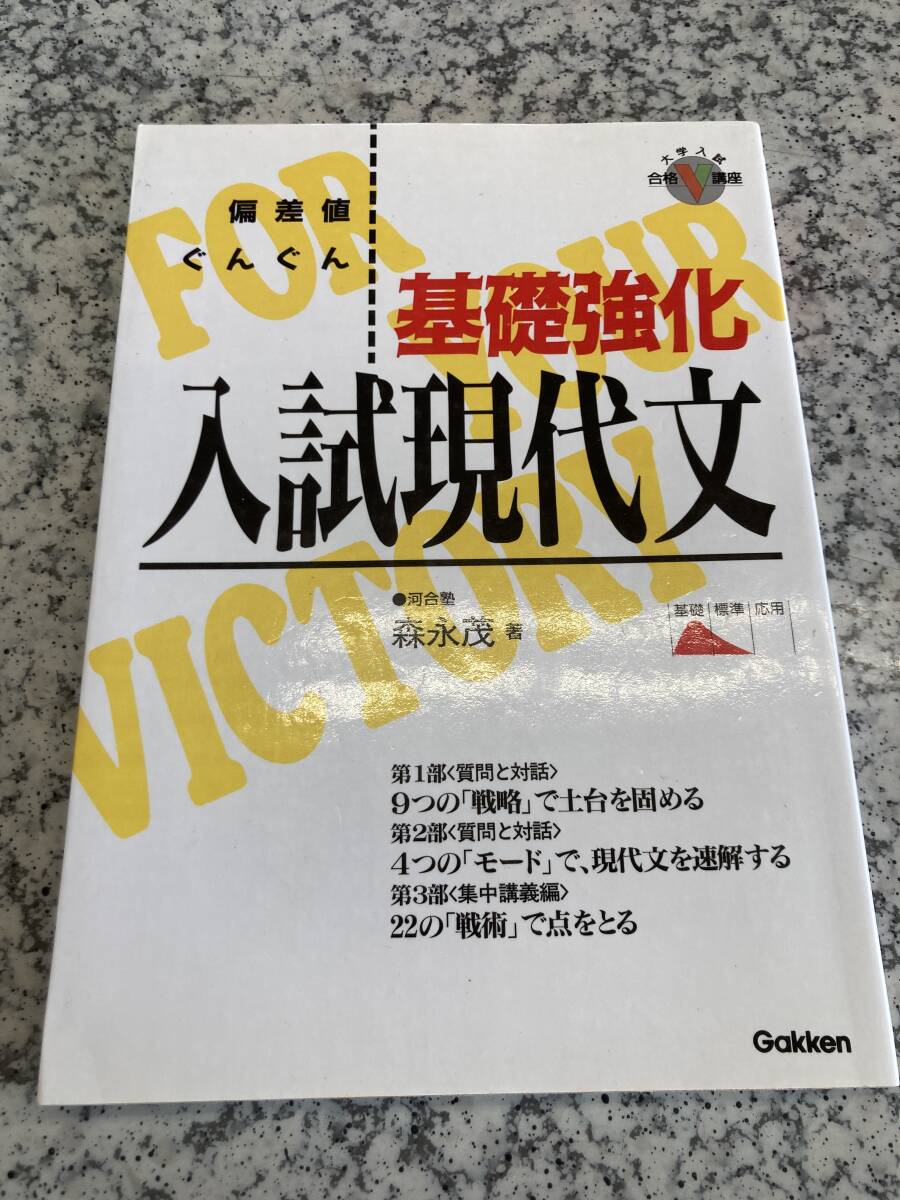 大学入試
合格V講座
偏差値
ぐんぐん
基礎強化
入試現代文
FOR YOUR
VICTORY
●河合塾
森永茂 著
基礎 標準 応用
第1部〈質問と対話〉
9つの「戦略」で土台を固める
第2部〈質問と対話〉
4つの「モード」で、現代文を速解する
第3部〈集中講義編〉
22の「戦術」で点をとる
Gakken